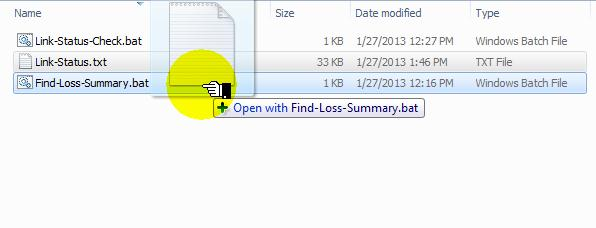 Name Size Date modified Type
Link-Status-Check.bat 1 KB 1/27/2013 12:27 PM Windows Batch File
Link-Status.txt 33 KB 1/27/2013 1:46 PM TXT File
Find-Loss-Summary.bat 1 KB 1/27/2013 12:16 PM Windows Batch File
Open with Find-Loss-Summary.bat